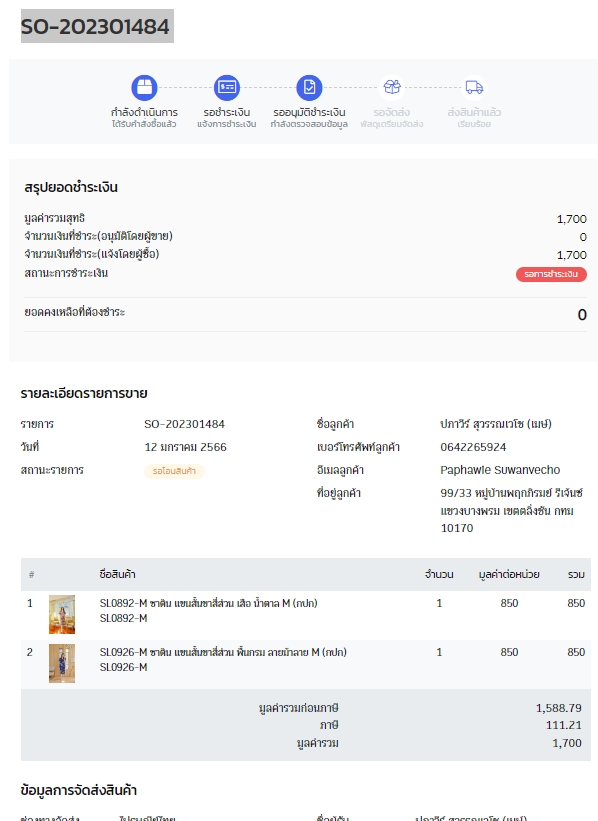 SO-202301484
กำลังดำเนินการ
ได้รับคำสั่งซื้อแล้ว
รอชำระเงิน
แจ้งการชำระเงิน
รออนุมัติชำระเงิน
กำลังตรวจสอบข้อมูล
รอจัดส่ง
พัสดุเตรียมจัดส่ง
ส่งสินค้าแล้ว
เรียบร้อย
สรุปยอดชำระเงิน
มูลค่ารวมสุทธิ 1,700
จำนวนเงินที่ชำระ(อนุมัติโดยผู้ขาย) 0
จำนวนเงินที่ชำระ(แจ้งโดยผู้ซื้อ) 1,700
สถานะการชำระเงิน รอการชำระเงิน
ยอดคงเหลือที่ต้องชำระ 0
รายละเอียดรายการขาย
รายการ SO-202301484
วันที่ 12 มกราคม 2566
สถานะรายการ รอโอนสินค้า
ชื่อลูกค้า ปภาวีร์ สุวรรณเวโช (เมษ์)
เบอร์โทรศัพท์ลูกค้า 0642265924
อีเมลลูกค้า Paphawie Suwanvecho
ที่อยู่ลูกค้า 99/33 หมู่บ้านพฤกภิรมย์ รีเจ้นซ์
แขวงบางพรม เขตตลิ่งชัน กทม
10170
# ชื่อสินค้า จำนวน มูลค่าต่อหน่วย รวม
1 SL0892-M ซาติน แขนสั้นขาสี่ส่วน เสือ น้ำตาล M (กปก) 1 850 850
SL0892-M
2 SL0926-M ซาติน แขนสั้นขาสี่ส่วน พื้นกรม ลายม้าลาย M (กปก) 1 850 850
SL0926-M
มูลค่ารวมก่อนภาษี 1,588.79
ภาษี 111.21
มูลค่ารวม 1,700
ข้อมูลการจัดส่งสินค้า